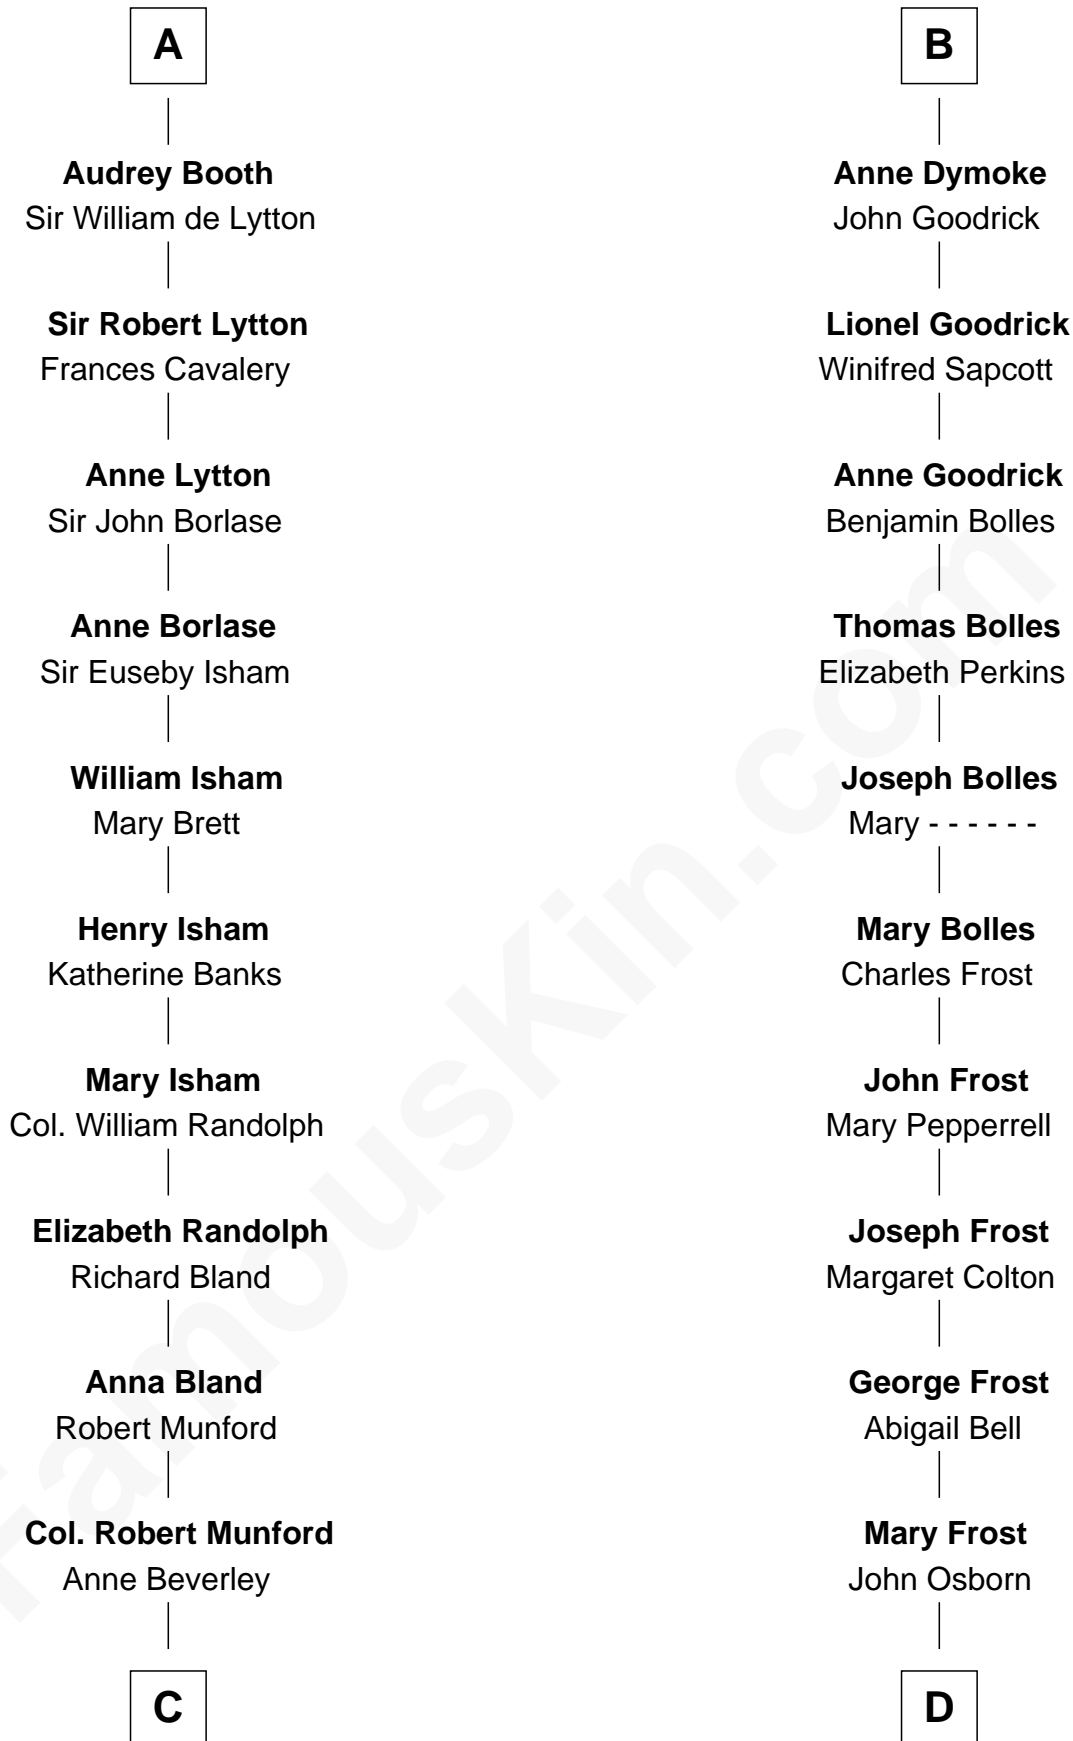 A
Audrey Booth
Sir William de Lytton
Sir Robert Lytton
Frances Cavalery
Anne Lytton
Sir John Borlase
Anne Borlase
Sir Euseby Isham
William Isham
Mary Brett
Henry Isham
Katherine Banks
Mary Isham
Col. William Randolph
Elizabeth Randolph
Richard Bland
Anna Bland
Robert Munford
Col. Robert Munford
Anne Beverley
C
B
Anne Dymoke
John Goodrick
Lionel Goodrick
Winifred Sapcott
Anne Goodrick
Benjamin Bolles
Thomas Bolles
Elizabeth Perkins
Joseph Bolles
Mary - - - - - -
Mary Bolles
Charles Frost
John Frost
Mary Pepperrell
Joseph Frost
Margaret Colton
George Frost
Abigail Bell
Mary Frost
John Osborn
D
FamousKin.com